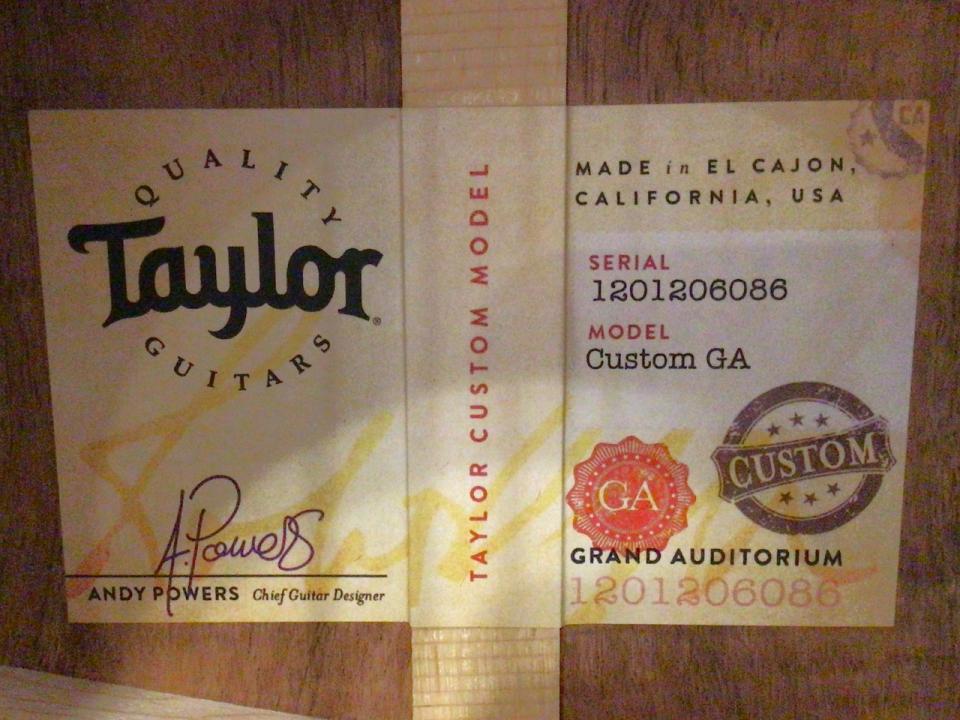 QUALITY
Taylor®
GUITARS
A. Powers
ANDY POWERS Chief Guitar Designer
TAYLOR CUSTOM MODEL
CA
MADE in EL CAJON,
CALIFORNIA, USA
SERIAL
1201206086
MODEL
Custom GA
CUSTOM
GA
GRAND AUDITORIUM
1201206086